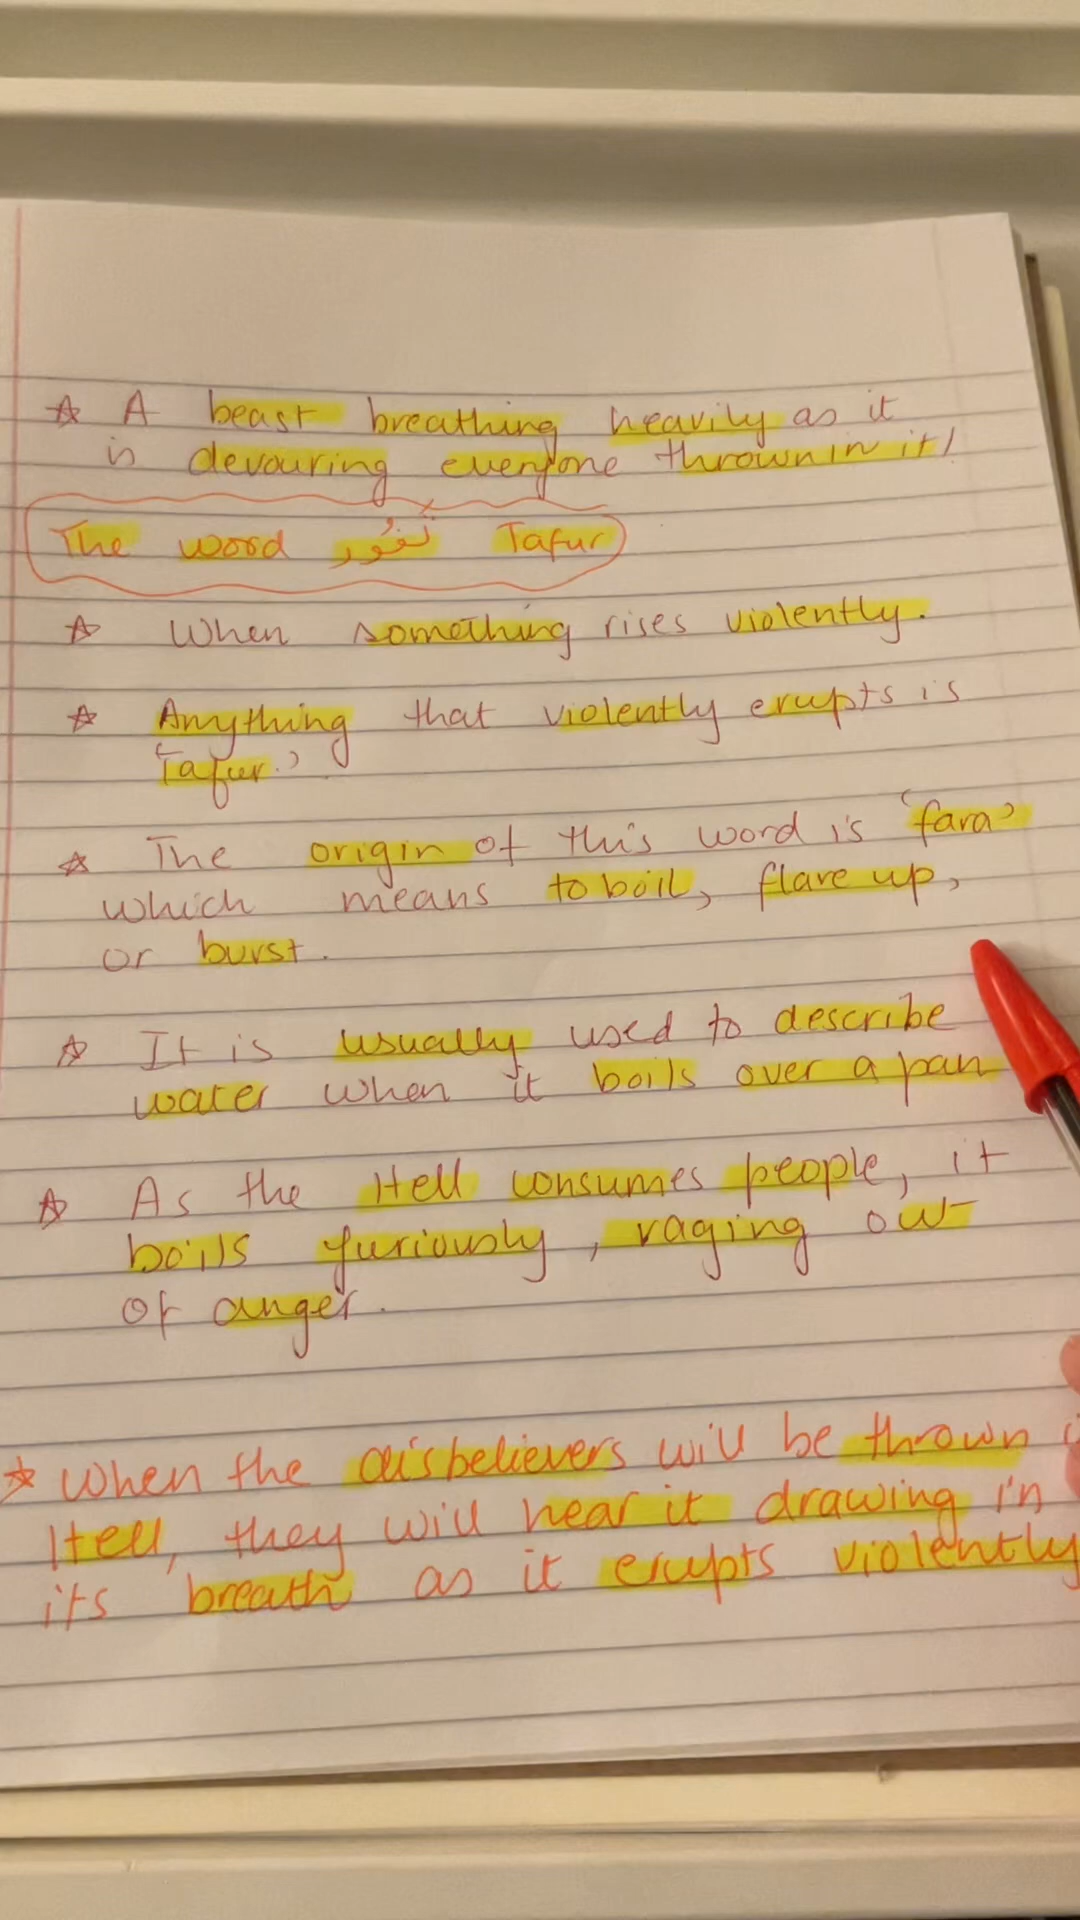 ☆ A beast breathing heavily as it
is devouring everyone thrown in it!
The word تَفُور Tafur
☆ When something rises violently.
☆ Anything that violently erupts is
'Tafur.'
☆ The origin of this word is 'fara'
which means to boil, flare up,
or burst.
☆ It is usually used to describe
water when it boils over a pan
☆ As the Hell consumes people, it
boils furiously, raging out
of anger.
☆ When the disbelievers will be thrown
Hell, they will hear it drawing in
its breath as it erupts violently